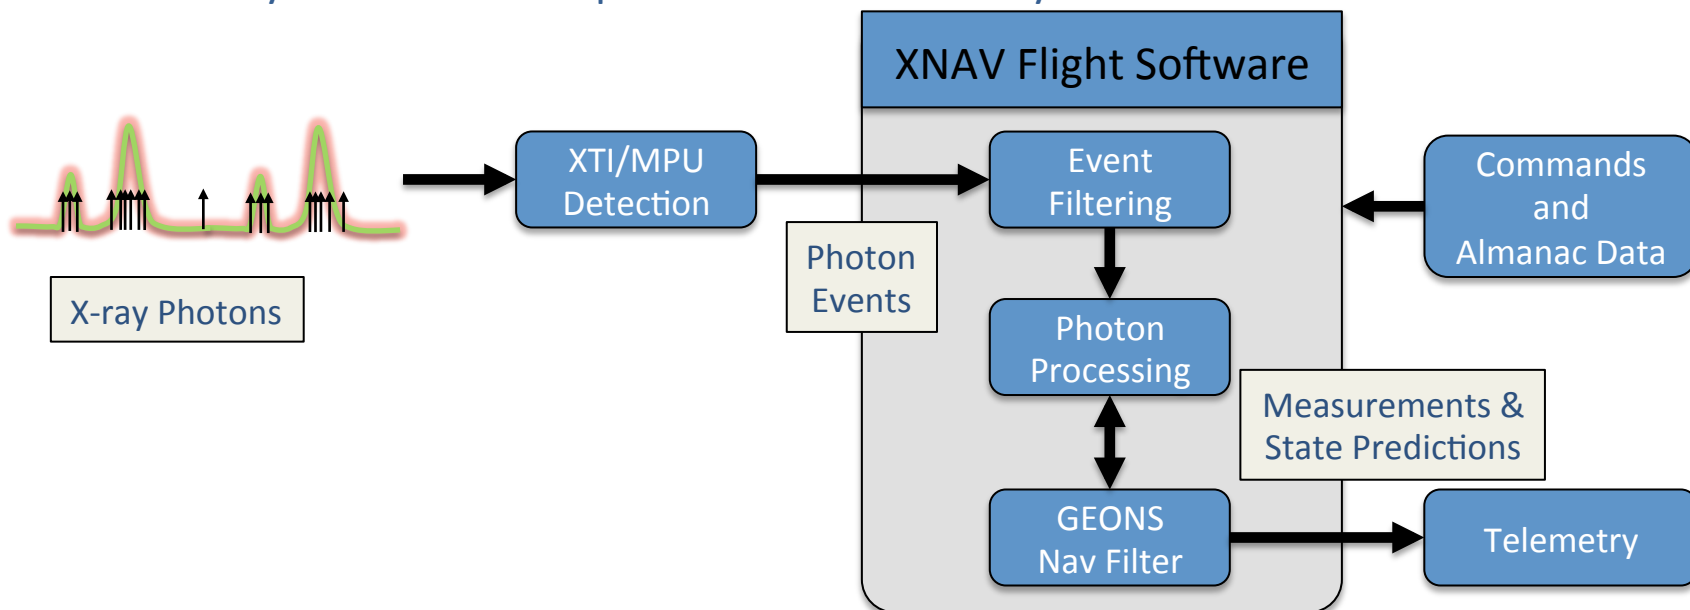 XNAV Flight Software
XTI/MPU
Detection
Event
Filtering
Commands
and
Almanac Data
Photon
Events
X-ray Photons
Photon
Processing
Measurements &
State Predictions
GEONS
Nav Filter
Telemetry